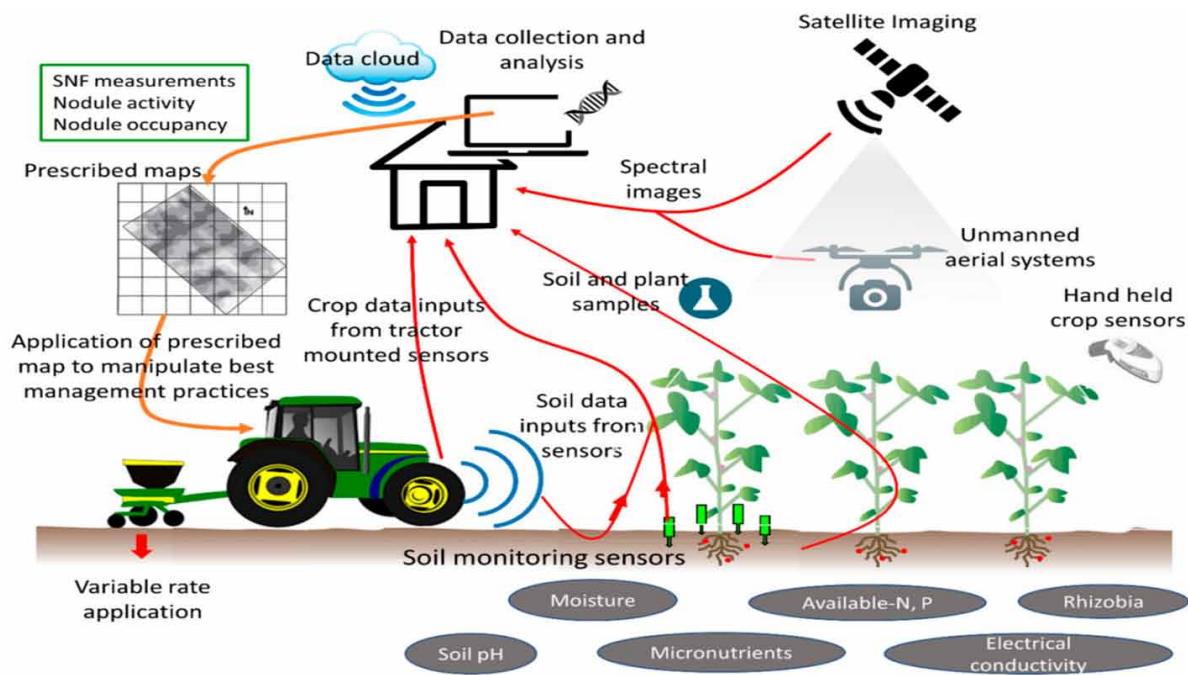 Satellite Imaging
Data collection and
analysis
Data cloud
SNF measurements
Nodule activity
Nodule occupancy
Prescribed maps
Spectral
images
Unmanned
aerial systems
Hand held
crop sensors
Soil and plant
samples
Crop data inputs
from tractor
mounted sensors
Application of prescribed
map to manipulate best
management practices
Soil data
inputs from
sensors
Soil monitoring sensors
Variable rate
application
Moisture
Available-N, P
Rhizobia
Soil pH
Micronutrients
Electrical
conductivity